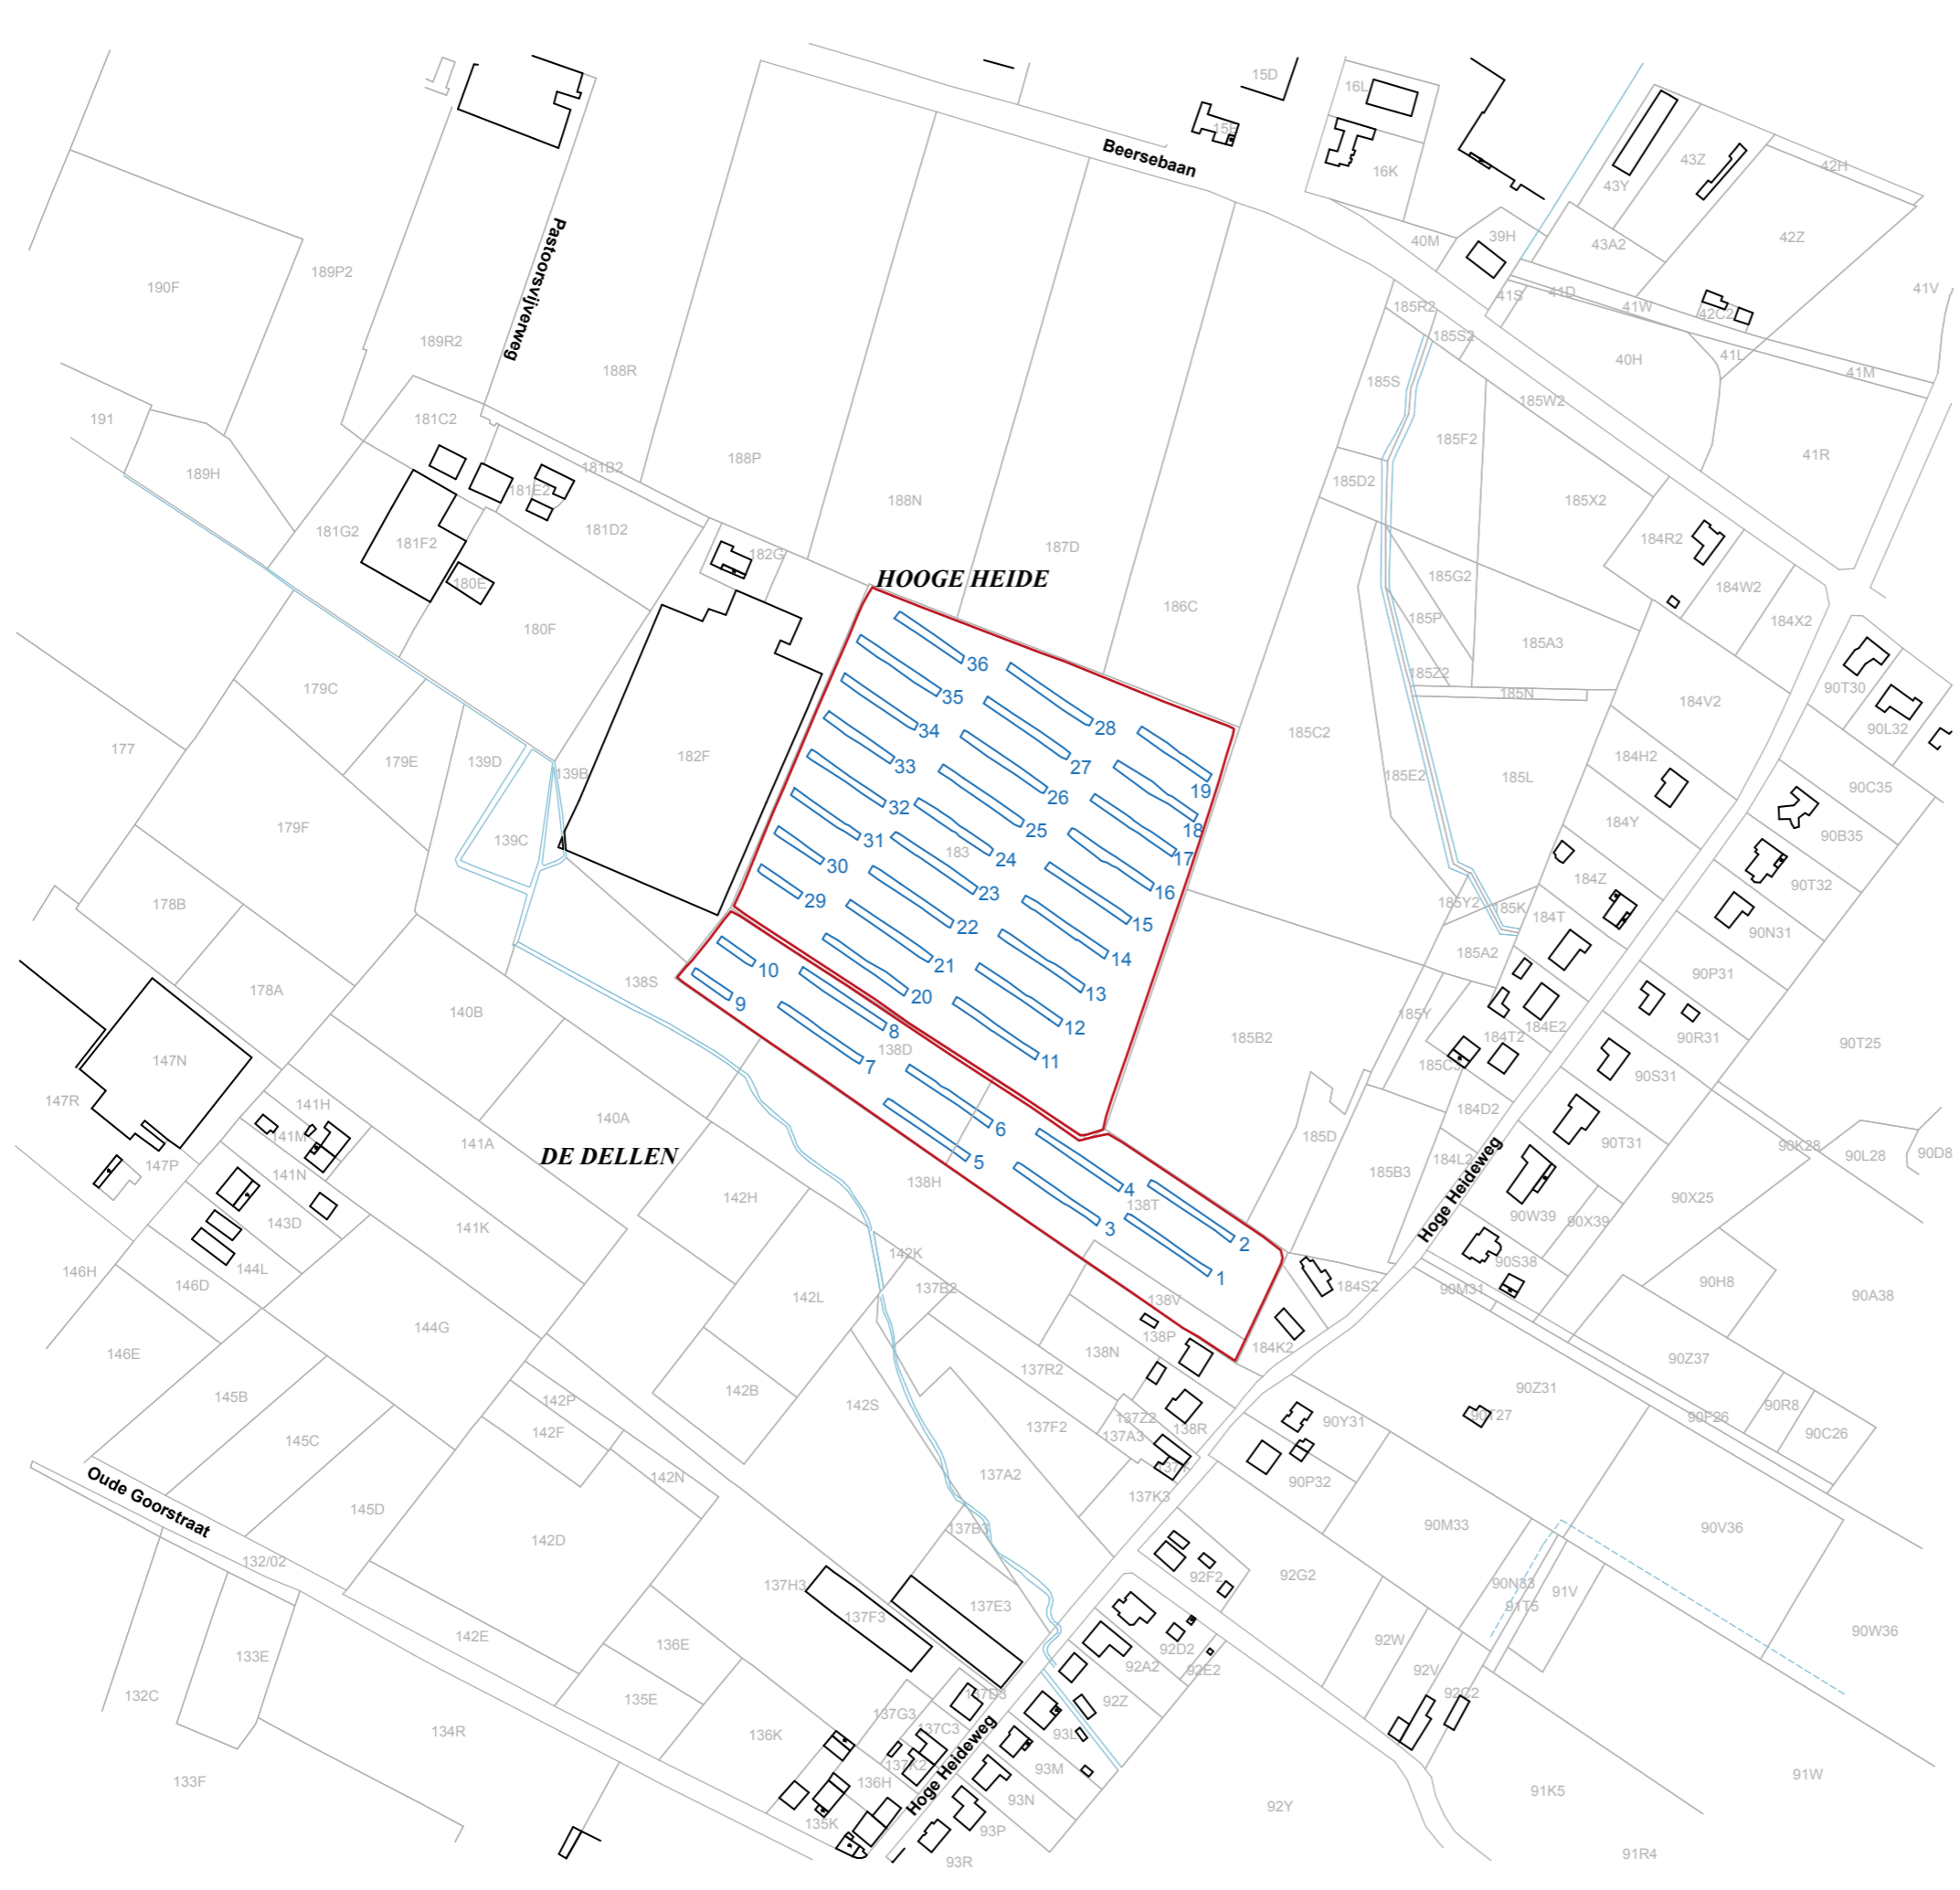 15D
16L
15E
Beersebaan
16K
43Z
43Y
42H
42Z
43A2
39H
40M
41V
41S
41D
41W
42C2
190F
189P2
Pastoorsvijverweg
185R2
185S2
189R2
188R
40H
41L
41M
185S
185W2
191
181C2
188P
185F2
41R
189H
181B2
181E2
185D2
188N
185X2
181G2
181F2
181D2
184R2
182G
187D
HOOGE HEIDE
180E
185G2
184W2
186C
184X2
180F
185P
185A3
36
185Z2
179C
35
185N
90T30
184V2
28
34
90L32
177
179E
139D
182F
33
27
185C2
184H2
139B
26
19
185E2
185L
90C35
32
179F
25
18
184Y
139C
31
183
24
17
90B35
30
184Z
90T32
23
16
29
178B
185Y2
185K
184T
15
22
90N31
185A2
21
14
10
138S
178A
20
13
90P31
9
140B
185Y
12
8
185B2
184E2
184T2
90R31
138D
90T25
147N
7
11
185C3
90S31
147R
141H
140A
6
184D2
141M
141A
185D
90T31
90K28
DE DELLEN
5
184L2
90L28
90D8
147P
141N
138H
4
185B3
Hoge Heideweg
142H
90X25
138T
3
90W39
90X39
143D
141K
2
142K
90S38
144L
1
146H
146D
137B2
184S2
90M31
90H8
142L
138V
90A38
144G
138P
184K2
146E
138N
90Z37
137R2
142B
90Z31
145B
142P
142S
90R8
137Z2
90Y31
90T27
90F26
137F2
138R
137A3
142F
90C26
145C
142N
137A2
90P32
Oude Goorstraat
137K3
145D
90M33
90V36
137B3
142D
132/02
92G2
92F2
90N33
137H3
91V
137E3
91T5
137F3
142E
90W36
136E
92W
92D2
133E
92A2
92E2
92V
132C
135E
137D3
92Z
92C2
137G3
134R
137C3
136K
93L
137K2
93M
91W
133F
136H
Hoge Heideweg
91K5
93N
92Y
135K
93P
91R4
93R